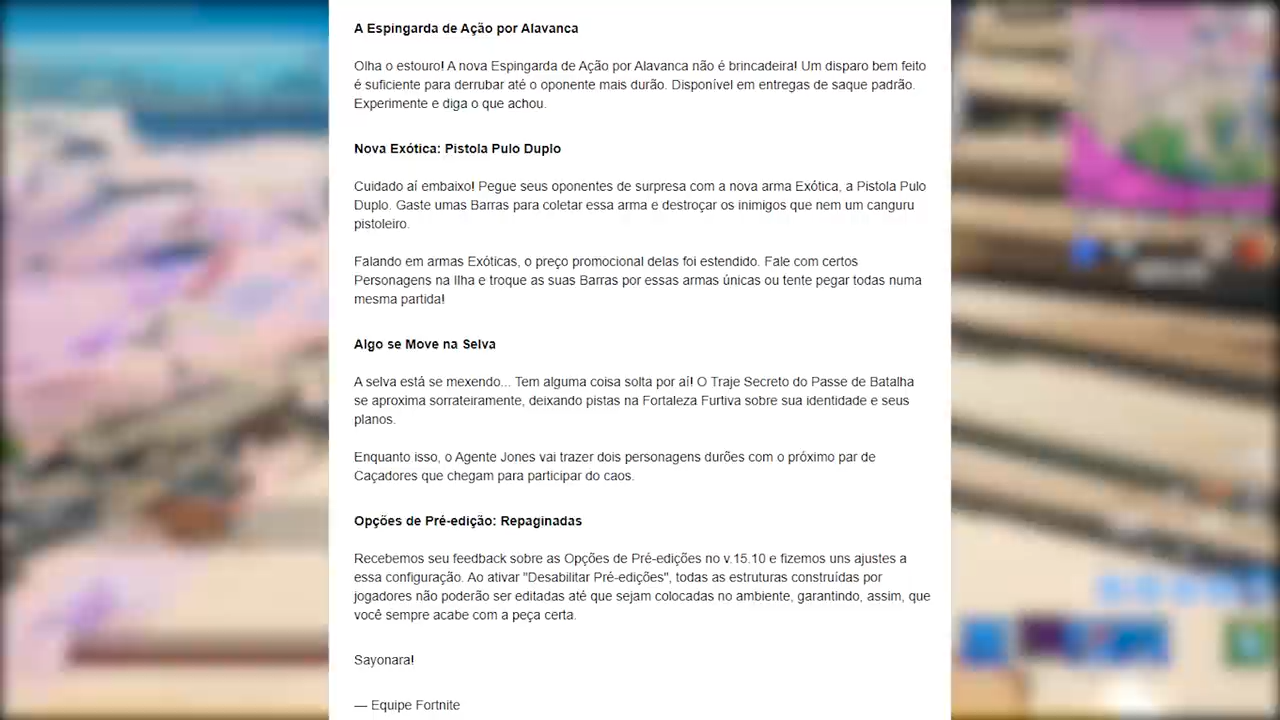 A Espingarda de Ação por Alavanca
Olha o estouro! A nova Espingarda de Ação por Alavanca não é brincadeira! Um disparo bem feito
é suficiente para derrubar até o oponente mais durão. Disponível em entregas de saque padrão.
Experimente e diga o que achou.
Nova Exótica: Pistola Pulo Duplo
Cuidado aí embaixo! Pegue seus oponentes de surpresa com a nova arma Exótica, a Pistola Pulo
Duplo. Gaste umas Barras para coletar essa arma e destroçar os inimigos que nem um canguru
pistoleiro.
Falando em armas Exóticas, o preço promocional delas foi estendido. Fale com certos
Personagens na Ilha e troque as suas Barras por essas armas únicas ou tente pegar todas numa
mesma partida!
Algo se Move na Selva
A selva está se mexendo... Tem alguma coisa solta por aí! O Traje Secreto do Passe de Batalha
se aproxima sorrateiramente, deixando pistas na Fortaleza Furtiva sobre sua identidade e seus
planos.
Enquanto isso, o Agente Jones vai trazer dois personagens durões com o próximo par de
Caçadores que chegam para participar do caos.
Opções de Pré-edição: Repaginadas
Recebemos seu feedback sobre as Opções de Pré-edições no v.15.10 e fizemos uns ajustes a
essa configuração. Ao ativar "Desabilitar Pré-edições", todas as estruturas construídas por
jogadores não poderão ser editadas até que sejam colocadas no ambiente, garantindo, assim, que
você sempre acabe com a peça certa.
Sayonara!
— Equipe Fortnite